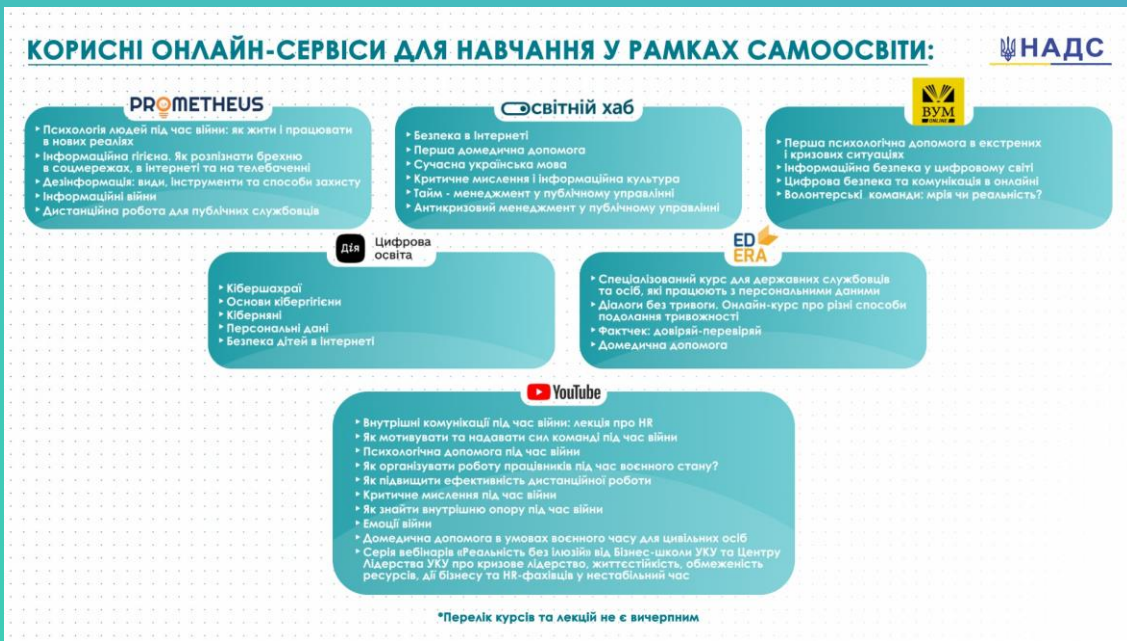 КОРИСНІ ОНЛАЙН-СЕРВІСИ ДЛЯ НАВЧАННЯ У РАМКАХ САМООСВІТИ:
НАДС
PROMETHEUS
Психологія людей під час війни: як жити і працювати
в нових реаліях
Інформаційна гігієна. Як розпізнати брехню
в соцмережах, в інтернеті та на телебаченні
Дезінформація: види, інструменти та способи захисту
Інформаційні війни
Дистанційна робота для публічних службовців
Освітній хаб
Безпека в Інтернеті
Перша домедична допомога
Сучасна українська мова
Критичне мислення і інформаційна культура
Тайм - менеджмент у публічному управлінні
Антикризовий менеджмент у публічному управлінні
ВУМ
ONLINE
Перша психологічна допомога в екстрених
і кризових ситуаціях
Інформаційна безпека у цифровому світі
Цифрова безпека та комунікація в онлайні
Волонтерські команди: мрія чи реальність?
Дія
Цифрова
освіта
Кібершахраї
Основи кібергігієни
Кіберняні
Персональні дані
Безпека дітей в Інтернеті
ED
ERA
Спеціалізований курс для державних службовців
та осіб, які працюють з персональними даними
Діалоги без тривоги. Онлайн-курс про різні способи
подолання тривожності
Фактчек: довіряй-перевіряй
Домедична допомога
YouTube
Внутрішні комунікації під час війни: лекція про HR
Як мотивувати та надавати сил команді під час війни
Психологічна допомога під час війни
Як організувати роботу працівників під час воєнного стану?
Як підвищити ефективність дистанційної роботи
Критичне мислення під час війни
Як знайти внутрішню опору під час війни
Емоції війни
Домедична допомога в умовах воєнного часу для цивільних осіб
Серія вебінарів «Реальність без ілюзій» від Бізнес-школи УКУ та Центру
Лідерства УКУ про кризове лідерство, життєстійкість, обмеженість
ресурсів, дії бізнесу та HR-фахівців у нестабільний час
*Перелік курсів та лекцій не є вичерпним